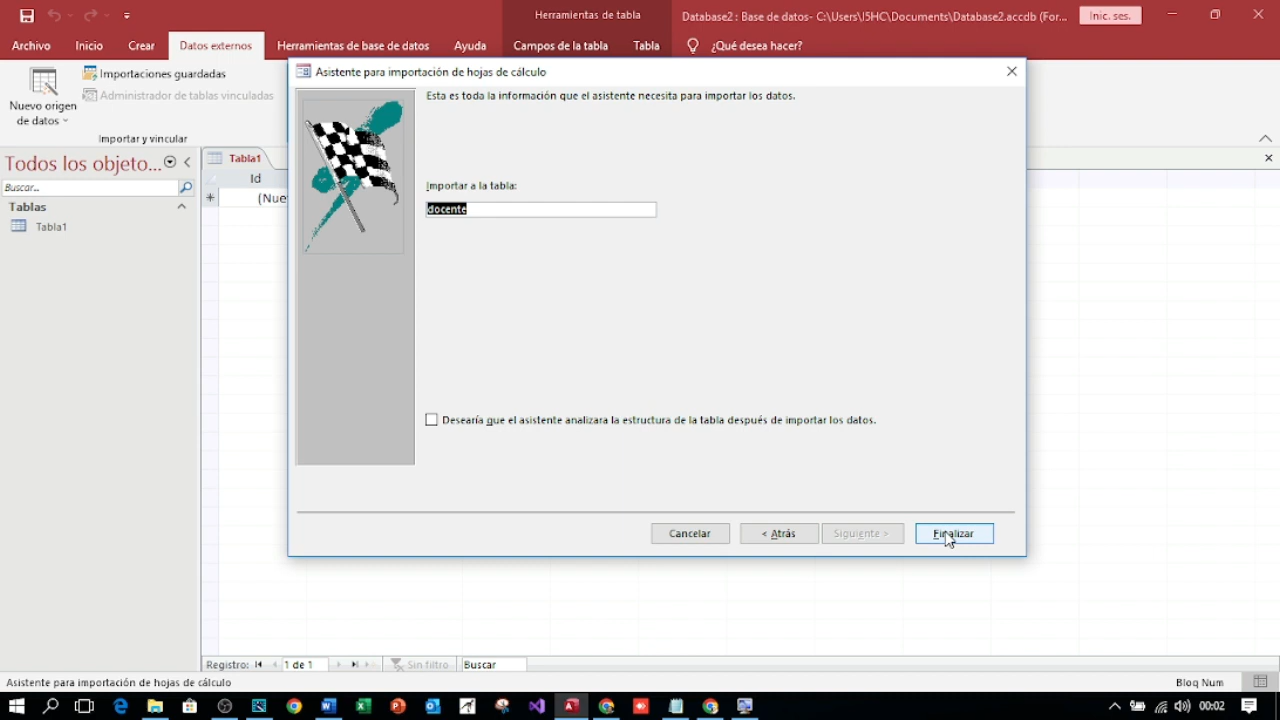 Herramientas de tabla
Database2 : Base de datos- C:\Users\I5HC\Documents\Database2.accdb (For...
Inic. ses.
Archivo
Inicio
Crear
Datos externos
Herramientas de base de datos
Ayuda
Campos de la tabla
Tabla
¿Qué desea hacer?
Nuevo origen
de datos
Importaciones guardadas
Administrador de tablas vinculadas
Importar y vincular
Asistente para importación de hojas de cálculo
Esta es toda la información que el asistente necesita para importar los datos.
Importar a la tabla:
docente
Desearía que el asistente analizara la estructura de la tabla después de importar los datos.
Cancelar
< Atrás
Siguiente >
Finalizar
Todos los objeto...
Buscar...
Tablas
Tabla1
Tabla1
Id
(Nue
Registro:
1 de 1
Sin filtro
Buscar
Asistente para importación de hojas de cálculo
Bloq Num
00:02